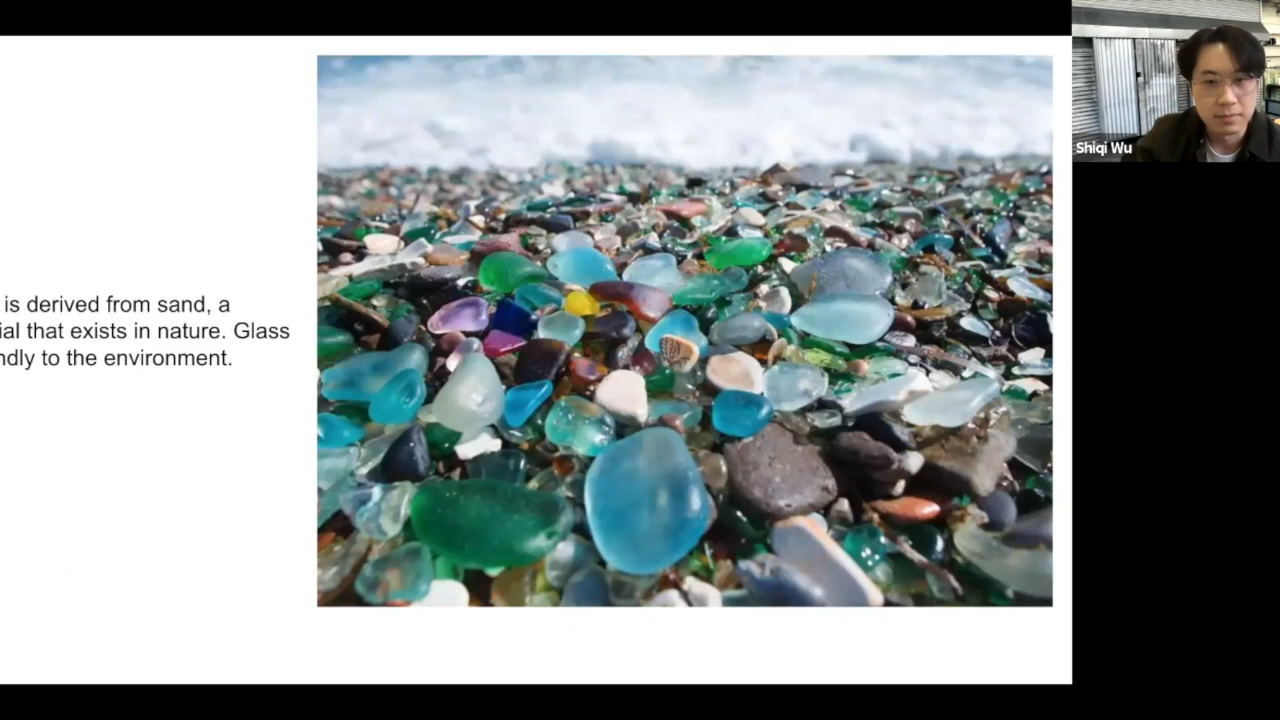 is derived from sand, a
ial that exists in nature. Glass
ndly to the environment.
Shiqi Wu